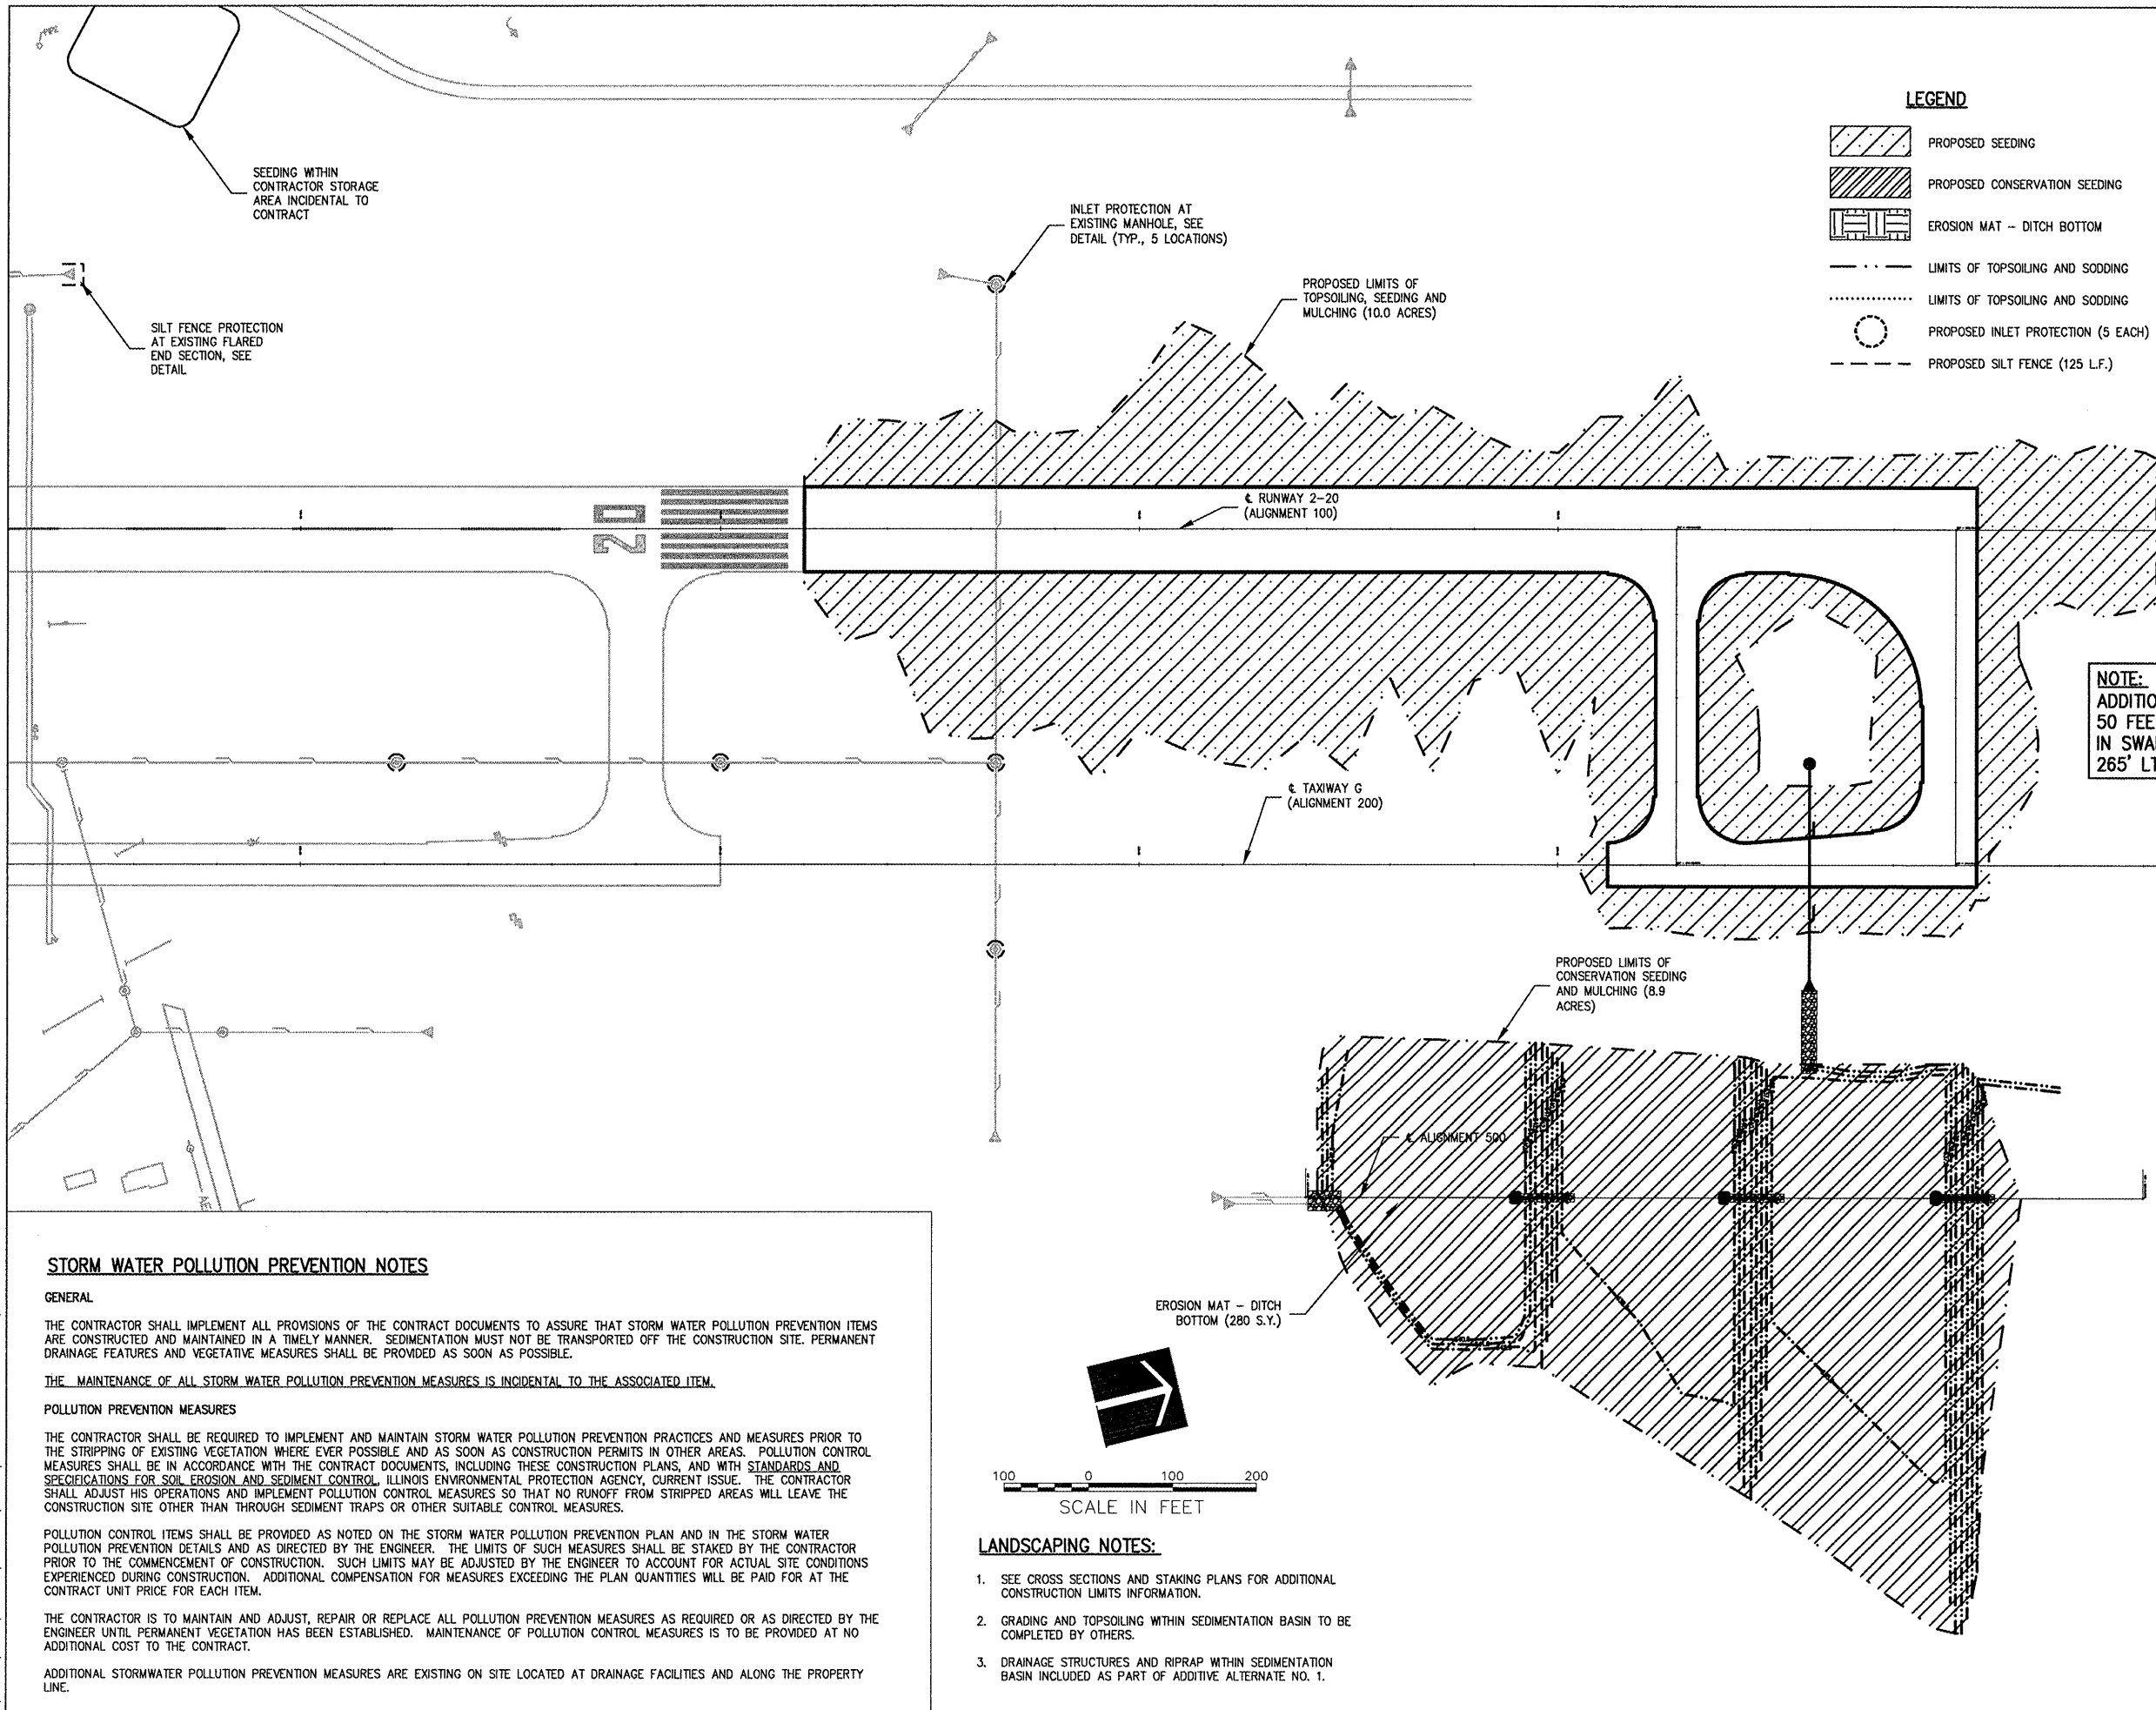 SEEDING WITHIN
CONTRACTOR STORAGE
AREA INCIDENTAL TO
CONTRACT
SILT FENCE PROTECTION
AT EXISTING FLARED
END SECTION, SEE
DETAIL
INLET PROTECTION AT
EXISTING MANHOLE, SEE
DETAIL (TYP., 5 LOCATIONS)
PROPOSED LIMITS OF
TOPSOILING, SEEDING AND
MULCHING (10.0 ACRES)
LEGEND
PROPOSED SEEDING
PROPOSED CONSERVATION SEEDING
EROSION MAT - DITCH BOTTOM
LIMITS OF TOPSOILING AND SODDING
LIMITS OF TOPSOILING AND SODDING
PROPOSED INLET PROTECTION (5 EACH)
PROPOSED SILT FENCE (125 L.F.)
20
℄ RUNWAY 2-20
(ALIGNMENT 100)
℄ TAXIWAY G
(ALIGNMENT 200)
NOTE:
50 FEE
265' LT
PROPOSED LIMITS OF
CONSERVATION SEEDING
AND MULCHING (8.9
ACRES)
℄ ALIGNMENT 500
EROSION MAT - DITCH
BOTTOM (280 S.Y.)
100 0 100 200
SCALE IN FEET
STORM WATER POLLUTION PREVENTION NOTES
GENERAL
THE CONTRACTOR SHALL IMPLEMENT ALL PROVISIONS OF THE CONTRACT DOCUMENTS TO ASSURE THAT STORM WATER POLLUTION PREVENTION ITEMS
ARE CONSTRUCTED AND MAINTAINED IN A TIMELY MANNER. SEDIMENTATION MUST NOT BE TRANSPORTED OFF THE CONSTRUCTION SITE. PERMANENT
DRAINAGE FEATURES AND VEGETATIVE MEASURES SHALL BE PROVIDED AS SOON AS POSSIBLE.
THE MAINTENANCE OF ALL STORM WATER POLLUTION PREVENTION MEASURES IS INCIDENTAL TO THE ASSOCIATED ITEM.
POLLUTION PREVENTION MEASURES
THE CONTRACTOR SHALL BE REQUIRED TO IMPLEMENT AND MAINTAIN STORM WATER POLLUTION PREVENTION PRACTICES AND MEASURES PRIOR TO
THE STRIPPING OF EXISTING VEGETATION WHERE EVER POSSIBLE AND AS SOON AS CONSTRUCTION PERMITS IN OTHER AREAS. POLLUTION CONTROL
MEASURES SHALL BE IN ACCORDANCE WITH THE CONTRACT DOCUMENTS, INCLUDING THESE CONSTRUCTION PLANS, AND WITH STANDARDS AND
SPECIFICATIONS FOR SOIL EROSION AND SEDIMENT CONTROL, ILLINOIS ENVIRONMENTAL PROTECTION AGENCY, CURRENT ISSUE. THE CONTRACTOR
SHALL ADJUST HIS OPERATIONS AND IMPLEMENT POLLUTION CONTROL MEASURES SO THAT NO RUNOFF FROM STRIPPED AREAS WILL LEAVE THE
CONSTRUCTION SITE OTHER THAN THROUGH SEDIMENT TRAPS OR OTHER SUITABLE CONTROL MEASURES.
POLLUTION CONTROL ITEMS SHALL BE PROVIDED AS NOTED ON THE STORM WATER POLLUTION PREVENTION PLAN AND IN THE STORM WATER
POLLUTION PREVENTION DETAILS AND AS DIRECTED BY THE ENGINEER. THE LIMITS OF SUCH MEASURES SHALL BE STAKED BY THE CONTRACTOR
PRIOR TO THE COMMENCEMENT OF CONSTRUCTION. SUCH LIMITS MAY BE ADJUSTED BY THE ENGINEER TO ACCOUNT FOR ACTUAL SITE CONDITIONS
EXPERIENCED DURING CONSTRUCTION. ADDITIONAL COMPENSATION FOR MEASURES EXCEEDING THE PLAN QUANTITIES WILL BE PAID FOR AT THE
CONTRACT UNIT PRICE FOR EACH ITEM.
THE CONTRACTOR IS TO MAINTAIN AND ADJUST, REPAIR OR REPLACE ALL POLLUTION PREVENTION MEASURES AS REQUIRED OR AS DIRECTED BY THE
ENGINEER UNTIL PERMANENT VEGETATION HAS BEEN ESTABLISHED. MAINTENANCE OF POLLUTION CONTROL MEASURES IS TO BE PROVIDED AT NO
ADDITIONAL COST TO THE CONTRACT.
ADDITIONAL STORMWATER POLLUTION PREVENTION MEASURES ARE EXISTING ON SITE LOCATED AT DRAINAGE FACILITIES AND ALONG THE PROPERTY
LINE.
LANDSCAPING NOTES:
1. SEE CROSS SECTIONS AND STAKING PLANS FOR ADDITIONAL
CONSTRUCTION LIMITS INFORMATION.
2. GRADING AND TOPSOILING WITHIN SEDIMENTATION BASIN TO BE
COMPLETED BY OTHERS.
3. DRAINAGE STRUCTURES AND RIPRAP WITHIN SEDIMENTATION
BASIN INCLUDED AS PART OF ADDITIVE ALTERNATE NO. 1.